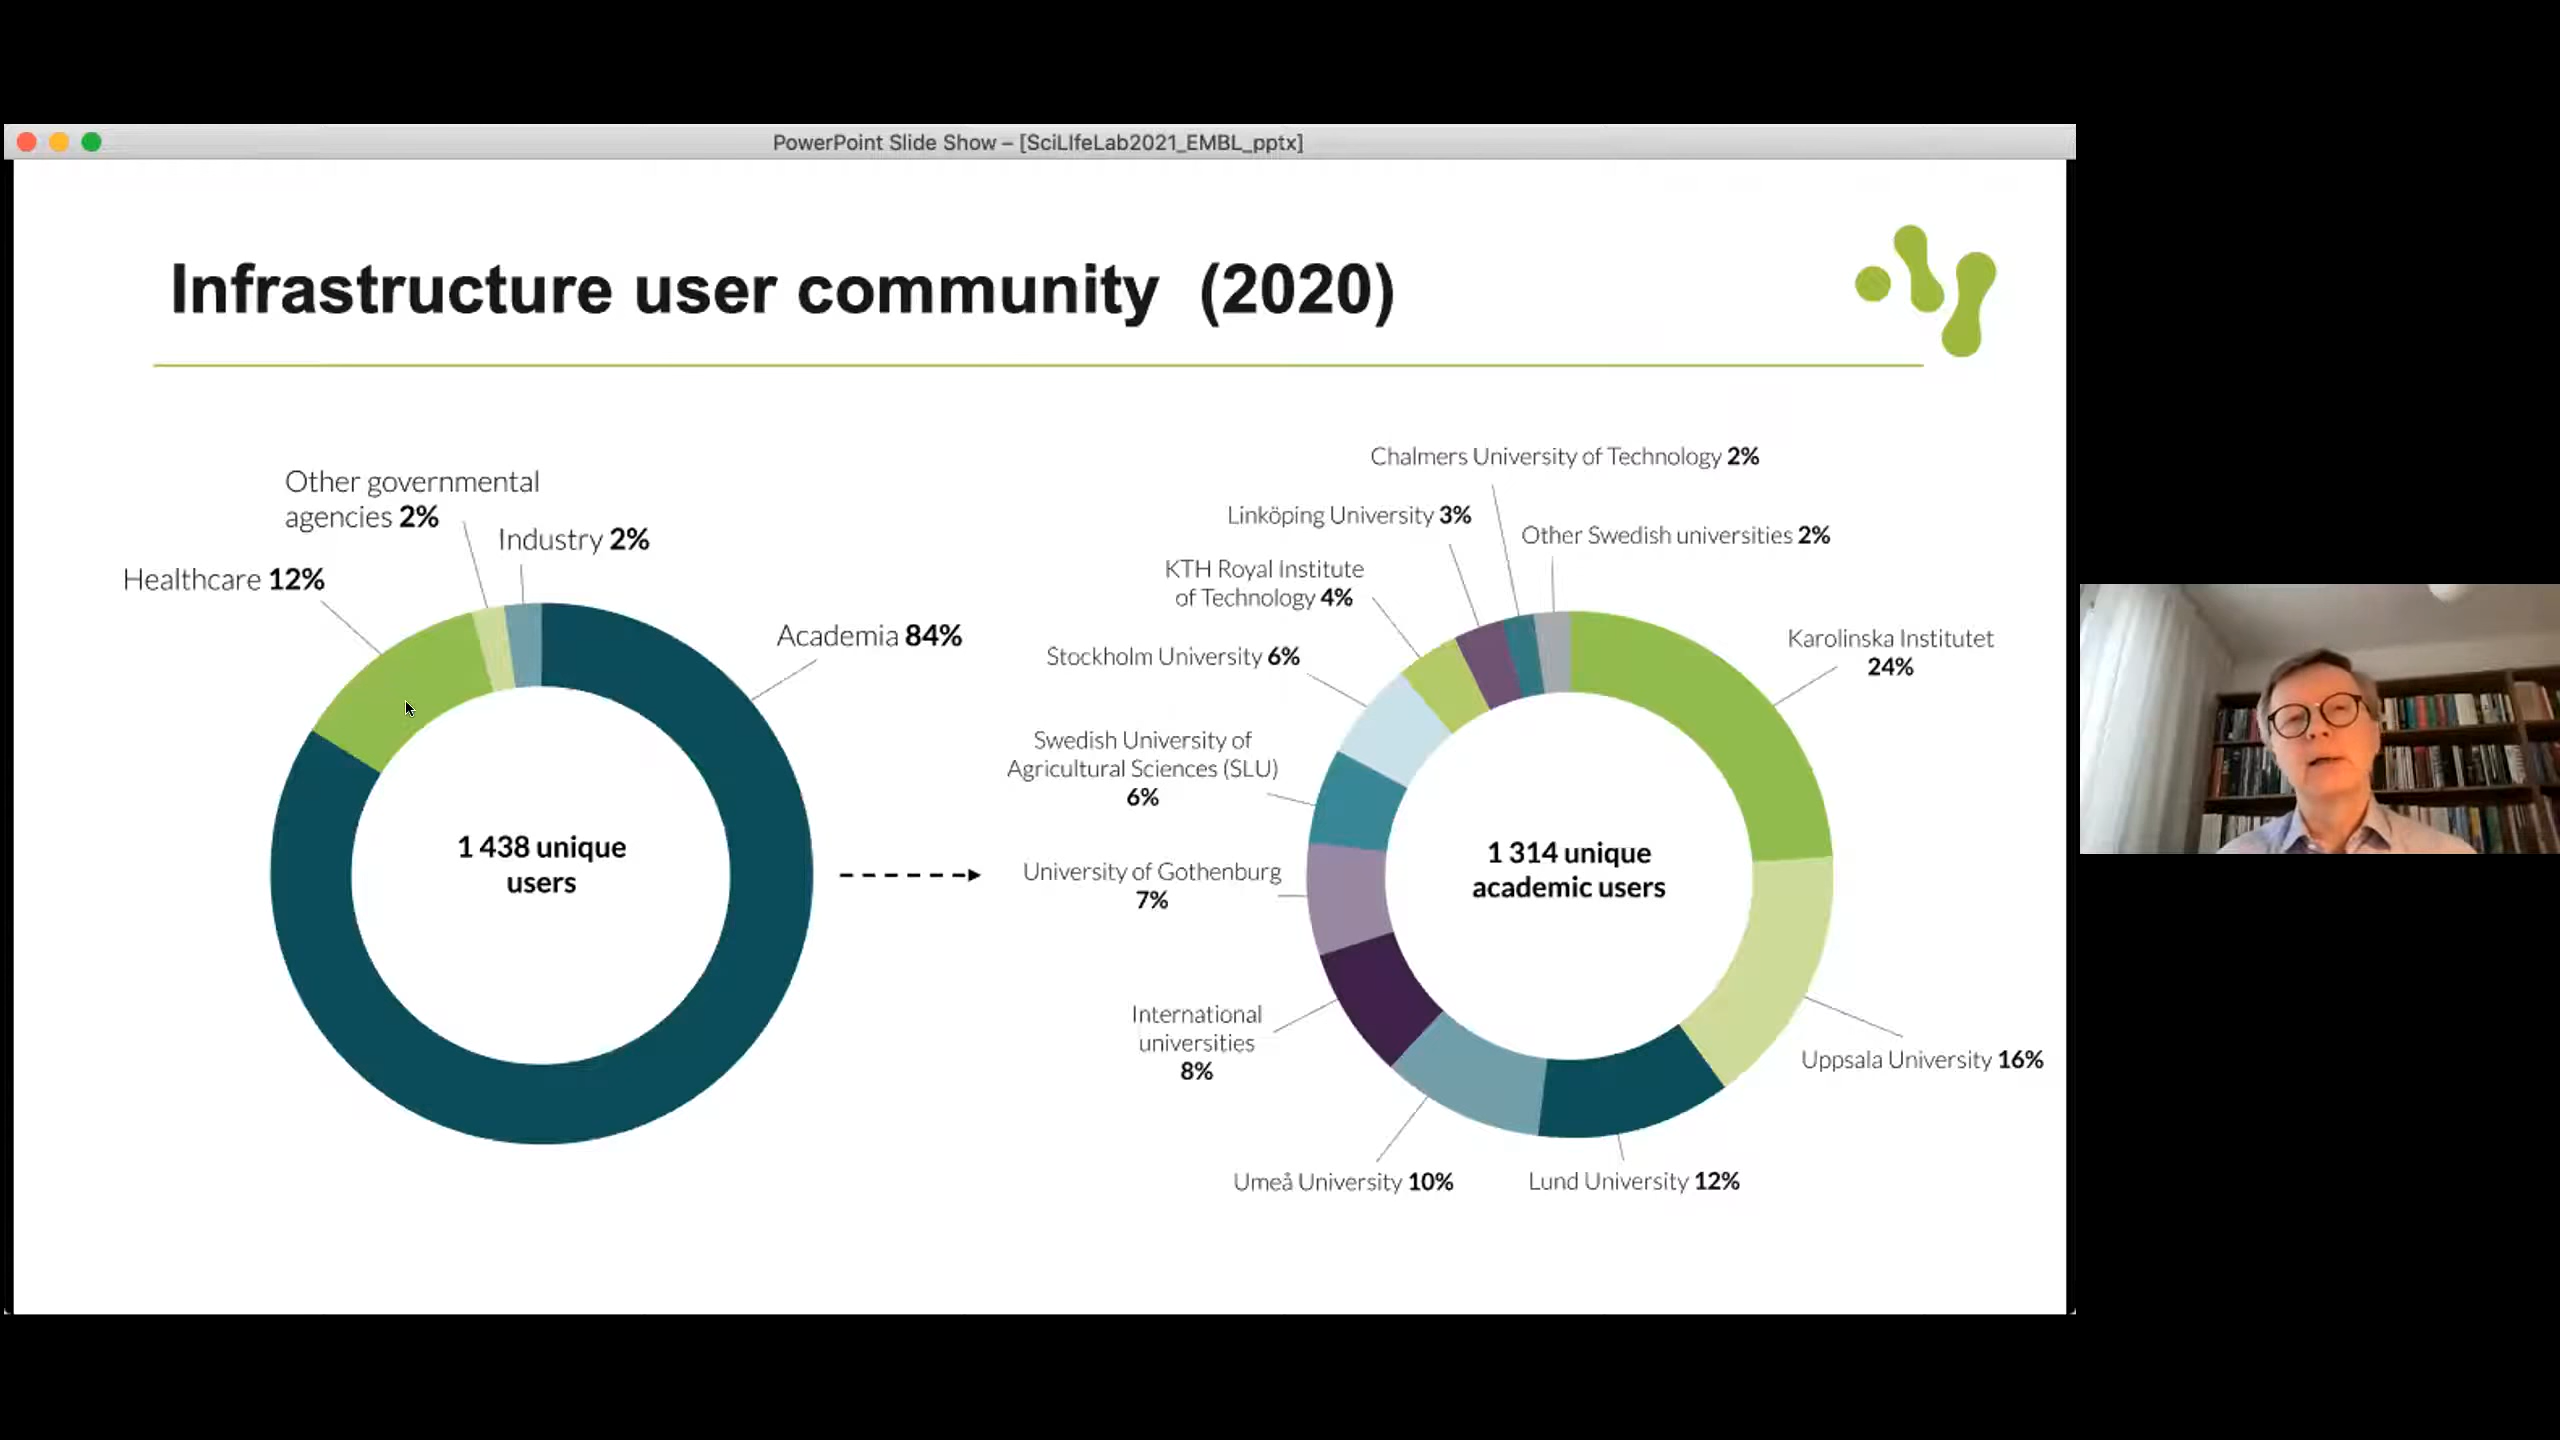 PowerPoint Slide Show – [SciLIfeLab2021_EMBL_pptx]
Infrastructure user community (2020)
Other governmental
agencies 2%
Industry 2%
Healthcare 12%
Academia 84%
1 438 unique
users
Chalmers University of Technology 2%
Linköping University 3%
Other Swedish universities 2%
KTH Royal Institute
of Technology 4%
Karolinska Institutet
24%
Stockholm University 6%
Swedish University of
Agricultural Sciences (SLU)
6%
1 314 unique
academic users
University of Gothenburg
7%
International
universities
8%
Uppsala University 16%
Umeå University 10%
Lund University 12%